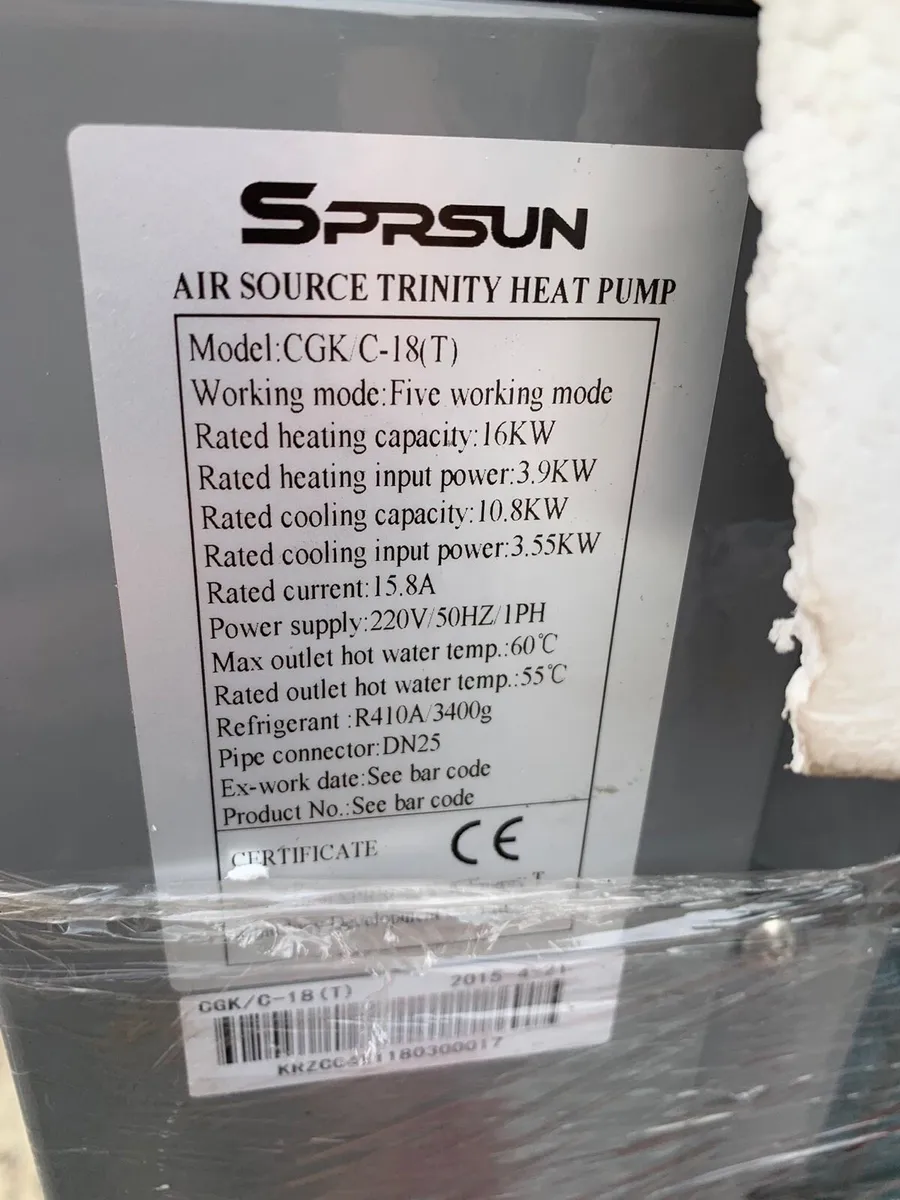 SPRSUN
AIR SOURCE TRINITY HEAT PUMP
Model:CGK/C-18(T)
Working mode:Five working mode
Rated heating capacity:16KW
Rated heating input power:3.9KW
Rated cooling capacity:10.8KW
Rated cooling input power:3.55KW
Rated current:15.8A
Power supply:220V/50HZ/1PH
Max outlet hot water temp.:60℃
Rated outlet hot water temp.:55℃
Refrigerant :R410A/3400g
Pipe connector:DN25
Ex-work date:See bar code
Product No.:See bar code
CERTIFICATE CE
Development
CGK/C-18(T) 2015-4-21